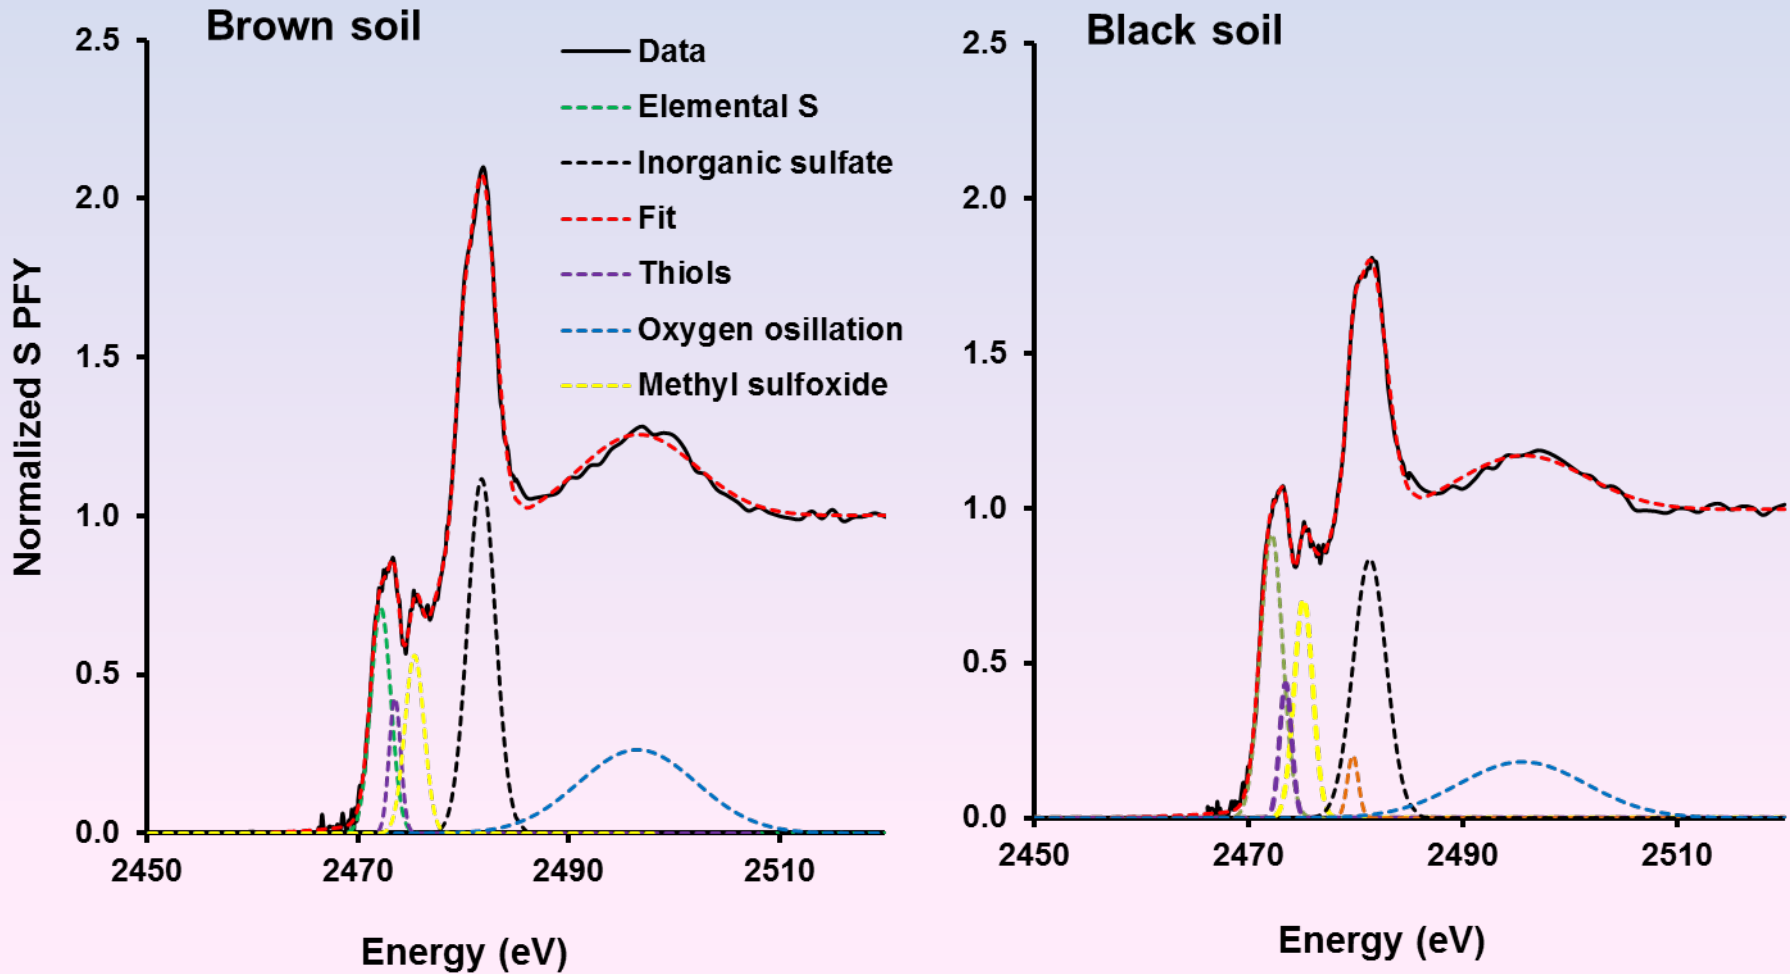 Brown soil
Black soil
Data
Elemental S
Inorganic sulfate
Fit
Thiols
Oxygen osillation
Methyl sulfoxide
Normalized S PFY
2.5
2.0
1.5
1.0
0.5
0.0
2450
2470
2490
2510
Energy (eV)
2.5
2.0
1.5
1.0
0.5
0.0
2450
2470
2490
2510
Energy (eV)